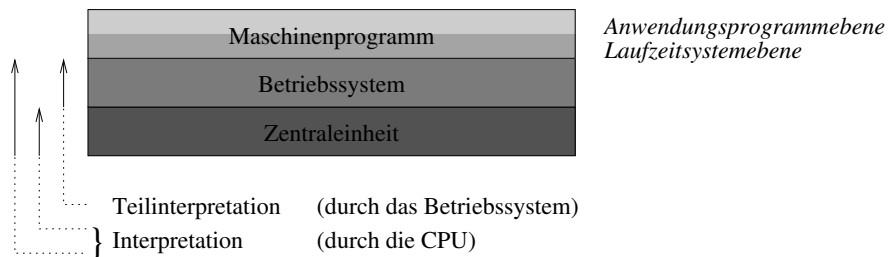 Maschinenprogramm
Anwendungsprogrammebene
Laufzeitsystemebene
Betriebssystem
Zentraleinheit
Teilinterpretation (durch das Betriebssystem)
} Interpretation (durch die CPU)